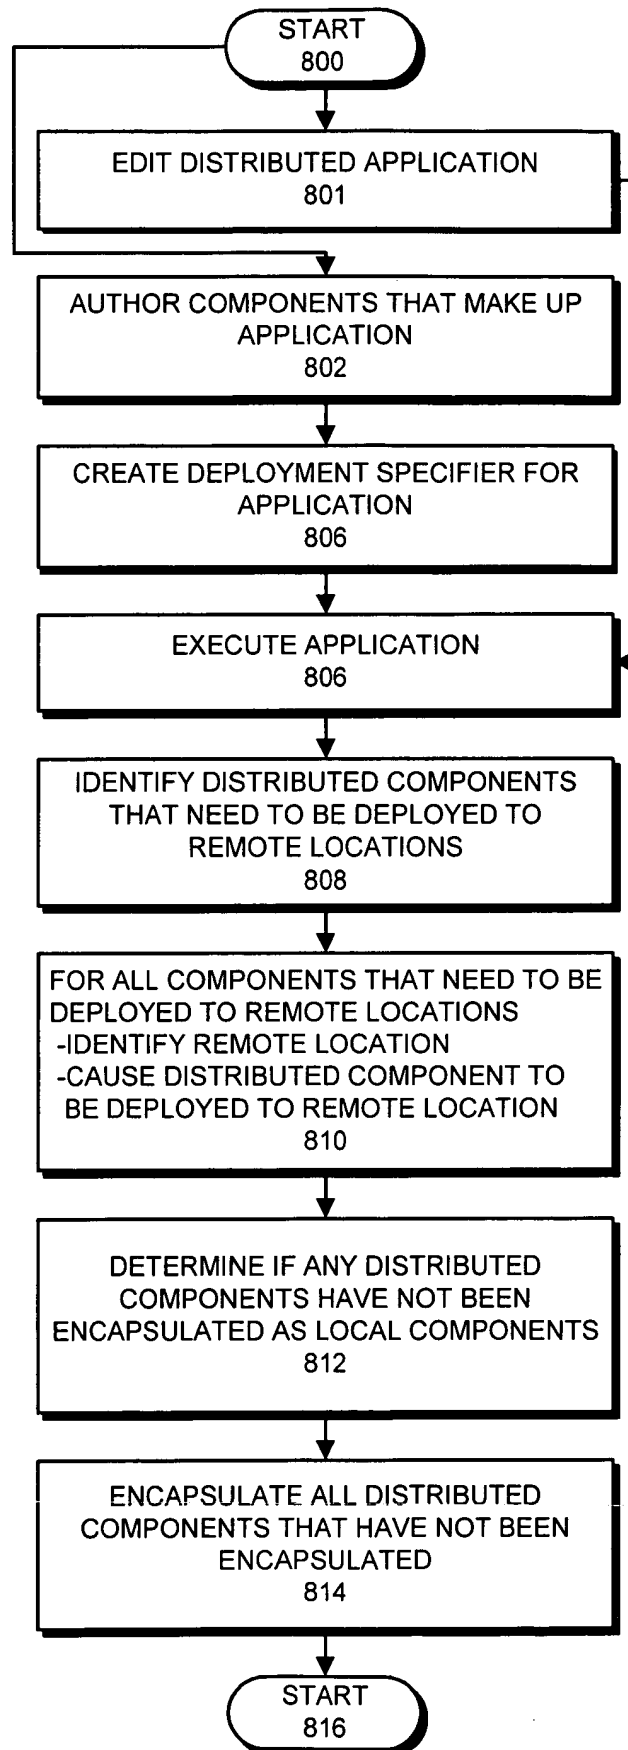 START
800
EDIT DISTRIBUTED APPLICATION
801
AUTHOR COMPONENTS THAT MAKE UP
APPLICATION
802
CREATE DEPLOYMENT SPECIFIER FOR
APPLICATION
806
EXECUTE APPLICATION
806
IDENTIFY DISTRIBUTED COMPONENTS
THAT NEED TO BE DEPLOYED TO
REMOTE LOCATIONS
808
FOR ALL COMPONENTS THAT NEED TO BE
DEPLOYED TO REMOTE LOCATIONS
-IDENTIFY REMOTE LOCATION
-CAUSE DISTRIBUTED COMPONENT TO
BE DEPLOYED TO REMOTE LOCATION
810
DETERMINE IF ANY DISTRIBUTED
COMPONENTS HAVE NOT BEEN
ENCAPSULATED AS LOCAL COMPONENTS
812
ENCAPSULATE ALL DISTRIBUTED
COMPONENTS THAT HAVE NOT BEEN
ENCAPSULATED
814
START
816